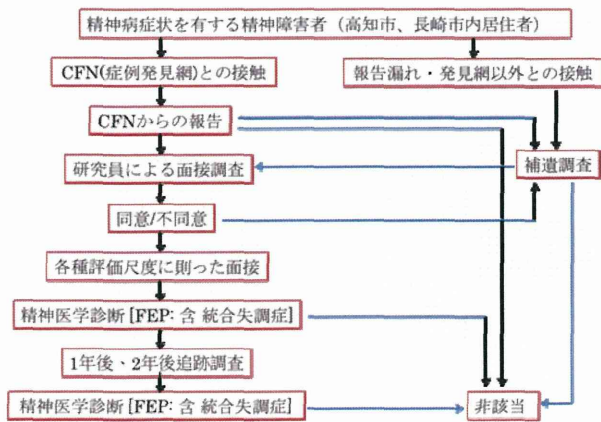 精神病症状を有する精神障害者（高知市、長崎市内居住者）
CFN(症例発見網)との接触
報告漏れ・発見網以外との接触
CFNからの報告
研究員による面接調査
補遺調査
同意/不同意
各種評価尺度に則った面接
精神医学診断 [FEP: 含 統合失調症]
1年後、2年後追跡調査
精神医学診断 [FEP: 含 統合失調症]
非該当